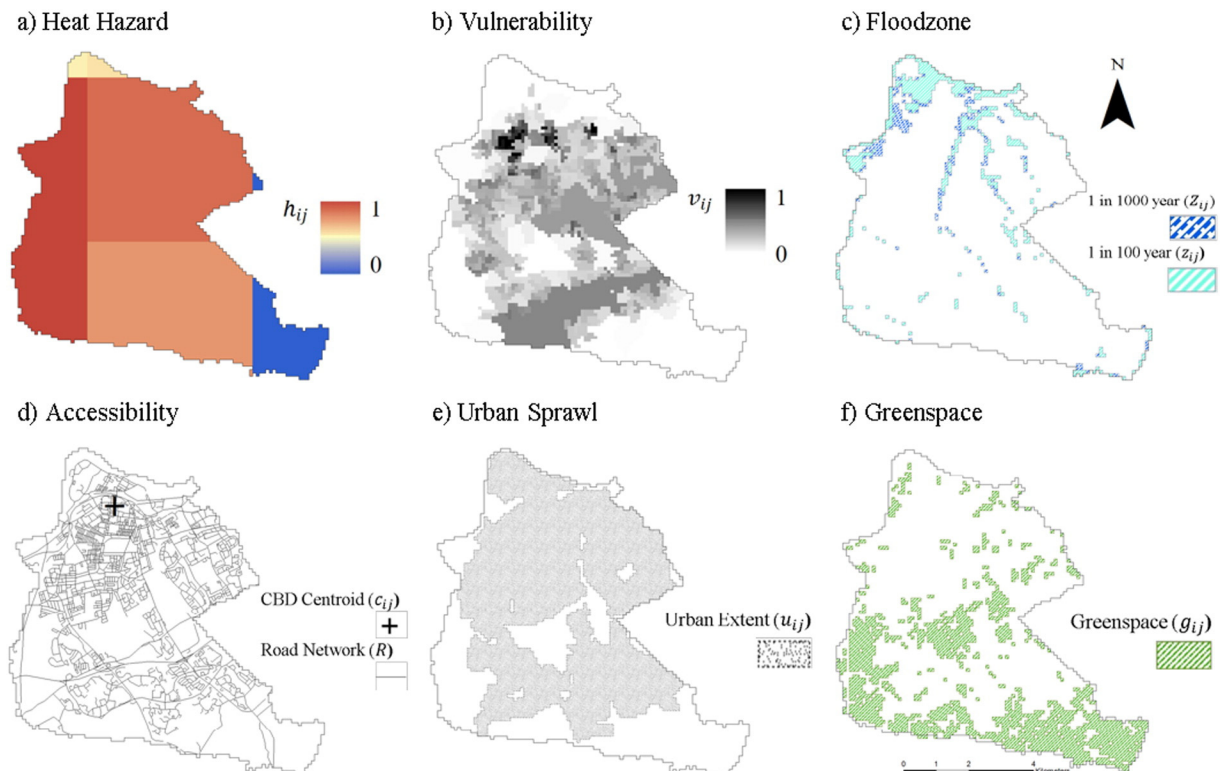 a) Heat Hazard
b) Vulnerability
c) Floodzone
N
h_ij
1
0
v_ij
1
0
1 in 1000 year (Z_ij)
1 in 100 year (z_ij)
d) Accessibility
e) Urban Sprawl
f) Greenspace
CBD Centroid (c_ij)
Road Network (R)
Urban Extent (u_ij)
Greenspace (g_ij)
0 1 2 4